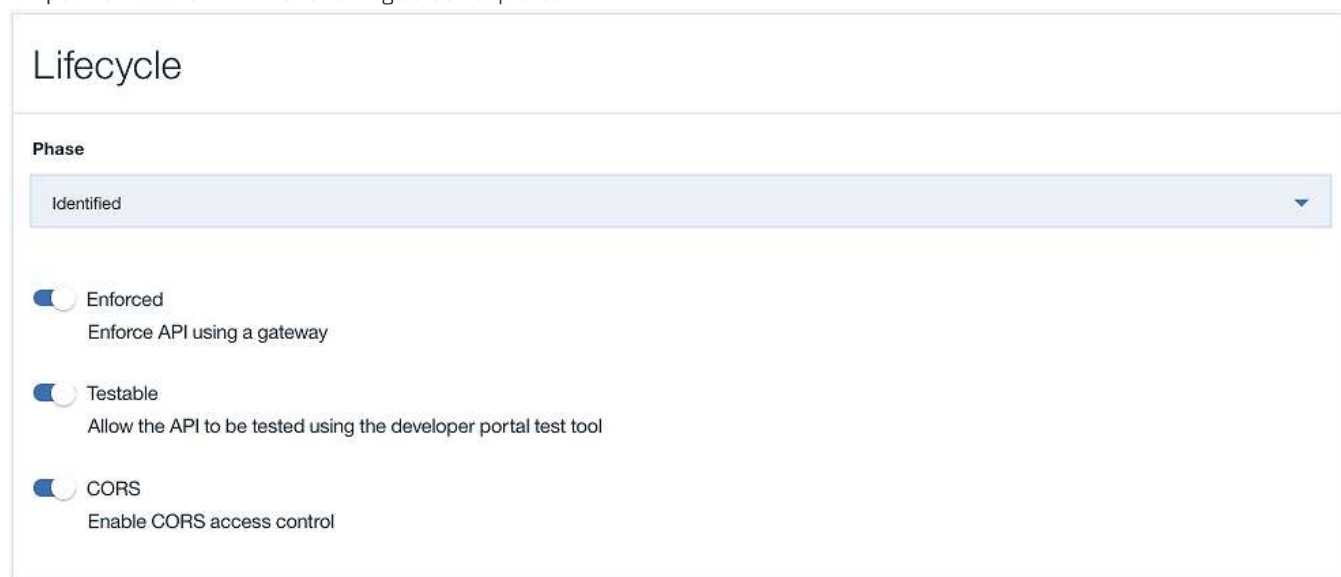 Lifecycle
Phase
Identified
Enforced
Enforce API using a gateway
Testable
Allow the API to be tested using the developer portal test tool
CORS
Enable CORS access control